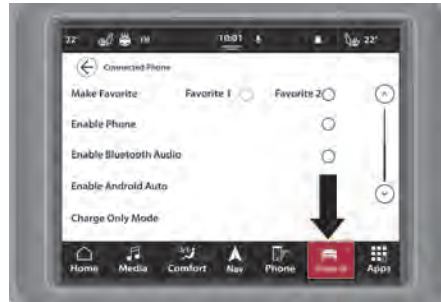 22° 10:01 22°
Connected Phone
Make Favorite Favorite 1 Favorite 2
Enable Phone
Enable Bluetooth Audio
Enable Android Auto
Charge Only Mode
Home Media Comfort Nav Phone Apps